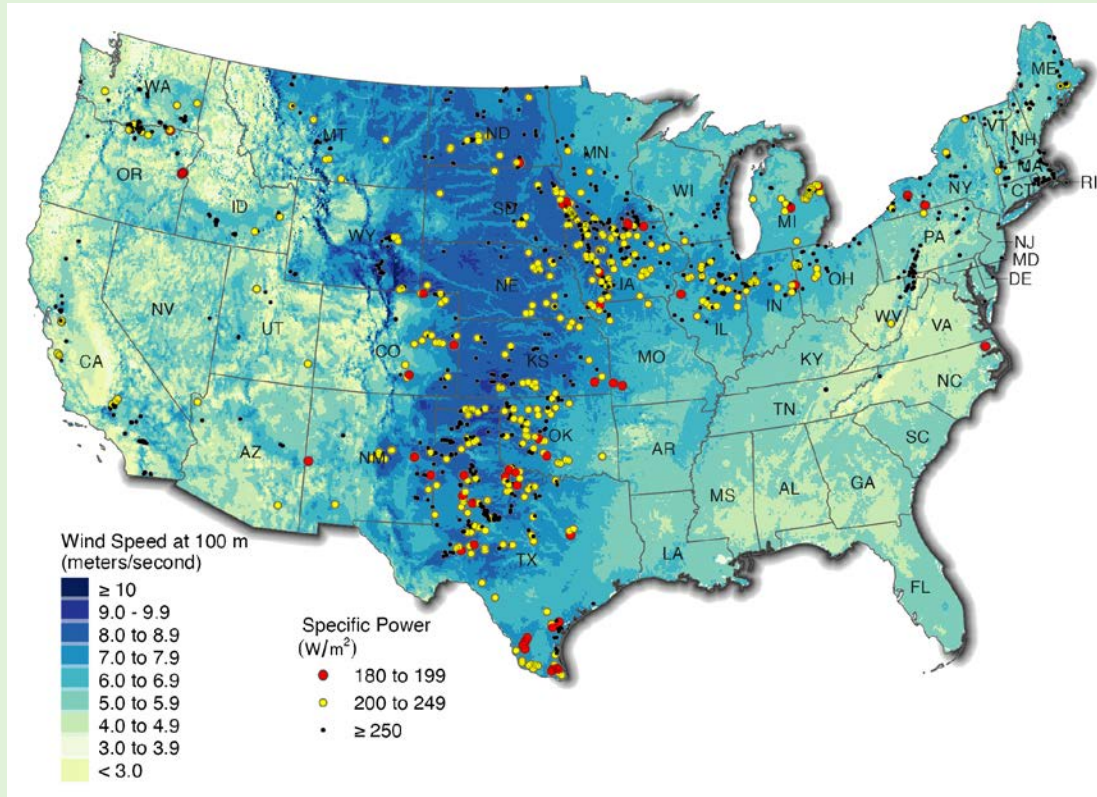 ME
WA
MT
ND
MN
VT
NH
OR
MA
ID
SD
WI
NY
CT
RI
WY
MI
PA
NE
IA
NJ
OH
MD
NV
UT
IL
IN
DE
CO
WV
VA
CA
KS
MO
KY
NC
TN
AZ
NM
OK
AR
SC
MS
AL
GA
TX
LA
FL
Wind Speed at 100 m
(meters/second)
≥ 10
9.0 - 9.9
8.0 to 8.9
7.0 to 7.9
6.0 to 6.9
5.0 to 5.9
4.0 to 4.9
3.0 to 3.9
< 3.0
Specific Power
(W/m²)
180 to 199
200 to 249
≥ 250